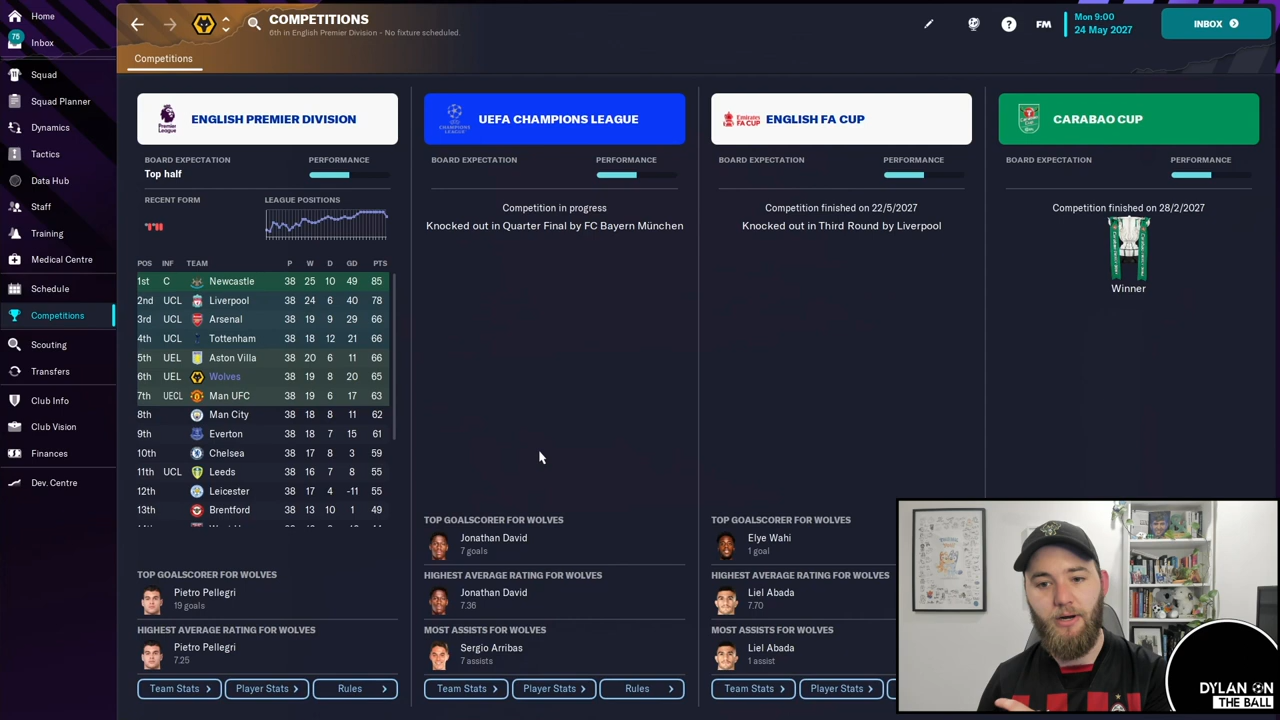 Home
75
Inbox
Squad
Squad Planner
Dynamics
Tactics
Data Hub
Staff
Training
Medical Centre
Schedule
Competitions
Scouting
Transfers
Club Info
Club Vision
Finances
Dev. Centre
COMPETITIONS
6th in English Premier Division - No fixture scheduled.
FM
Mon 9:00
24 May 2027
INBOX
Competitions
Premier League
ENGLISH PREMIER DIVISION
BOARD EXPECTATION PERFORMANCE
Top half
RECENT FORM LEAGUE POSITIONS
POS INF TEAM P W D GD PTS
1st C Newcastle 38 25 10 49 85
2nd UCL Liverpool 38 24 6 40 78
3rd UCL Arsenal 38 19 9 29 66
4th UCL Tottenham 38 18 12 21 66
5th UEL Aston Villa 38 20 6 11 66
6th UEL Wolves 38 19 8 20 65
7th UECL Man UFC 38 19 6 17 63
8th Man City 38 18 8 11 62
9th Everton 38 18 7 15 61
10th Chelsea 38 17 8 3 59
11th UCL Leeds 38 16 7 8 55
12th Leicester 38 17 4 -11 55
13th Brentford 38 13 10 1 49
TOP GOALSCORER FOR WOLVES
Pietro Pellegri
19 goals
HIGHEST AVERAGE RATING FOR WOLVES
Pietro Pellegri
7.25
Team Stats Player Stats Rules
CHAMPIONS LEAGUE
UEFA CHAMPIONS LEAGUE
BOARD EXPECTATION PERFORMANCE
Competition in progress
Knocked out in Quarter Final by FC Bayern München
TOP GOALSCORER FOR WOLVES
Jonathan David
7 goals
HIGHEST AVERAGE RATING FOR WOLVES
Jonathan David
7.36
MOST ASSISTS FOR WOLVES
Sergio Arribas
7 assists
Team Stats Player Stats Rules
Emirates FA CUP
ENGLISH FA CUP
BOARD EXPECTATION PERFORMANCE
Competition finished on 22/5/2027
Knocked out in Third Round by Liverpool
TOP GOALSCORER FOR WOLVES
Elye Wahi
1 goal
HIGHEST AVERAGE RATING FOR WOLVES
Liel Abada
7.70
MOST ASSISTS FOR WOLVES
Liel Abada
1 assist
Team Stats Player Stats
CARABAO CUP
BOARD EXPECTATION PERFORMANCE
Competition finished on 28/2/2027
Winner
DYLAN ON
THE BALL